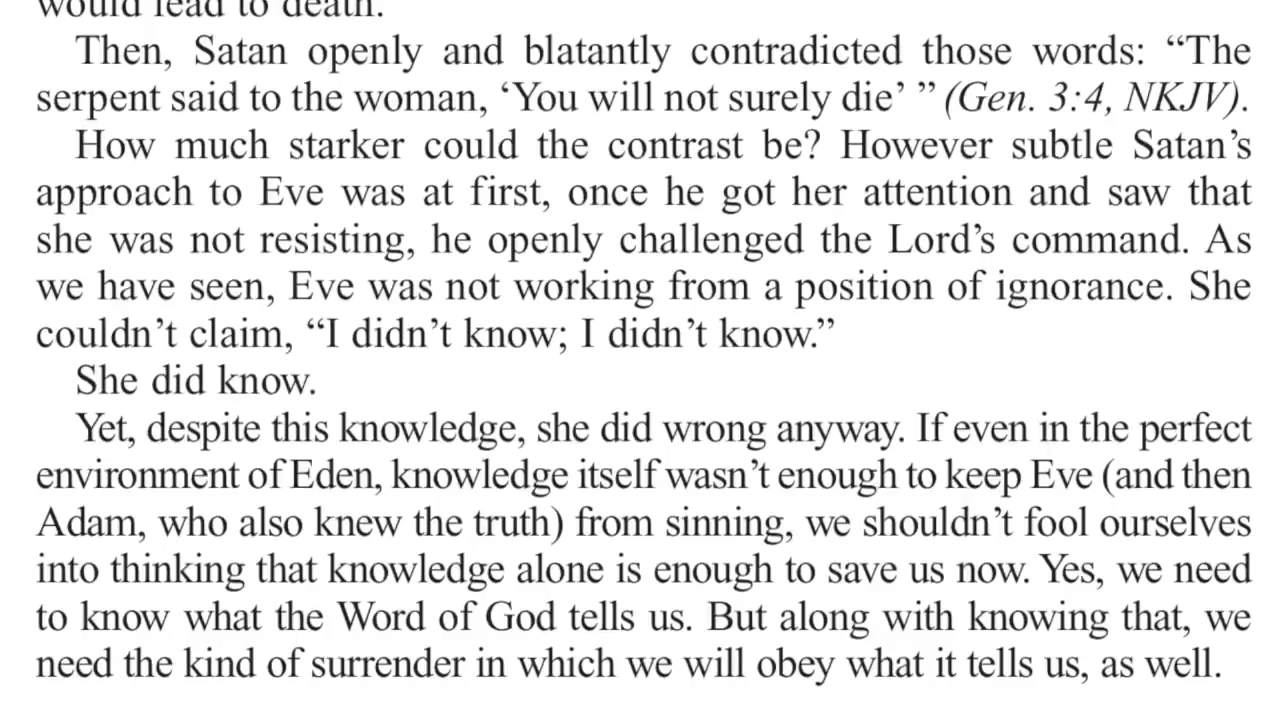 would lead to death.
Then, Satan openly and blatantly contradicted those words: “The
serpent said to the woman, ‘You will not surely die’ ” (Gen. 3:4, NKJV).
How much starker could the contrast be? However subtle Satan’s
approach to Eve was at first, once he got her attention and saw that
she was not resisting, he openly challenged the Lord’s command. As
we have seen, Eve was not working from a position of ignorance. She
couldn’t claim, “I didn’t know; I didn’t know.”
She did know.
Yet, despite this knowledge, she did wrong anyway. If even in the perfect
environment of Eden, knowledge itself wasn’t enough to keep Eve (and then
Adam, who also knew the truth) from sinning, we shouldn’t fool ourselves
into thinking that knowledge alone is enough to save us now. Yes, we need
to know what the Word of God tells us. But along with knowing that, we
need the kind of surrender in which we will obey what it tells us, as well.